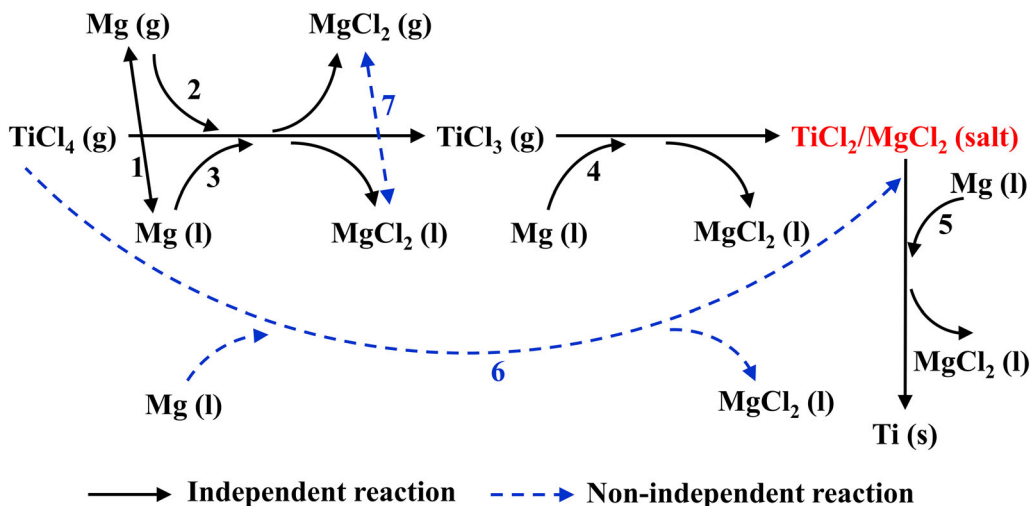 Mg (g) MgCl₂ (g)
2
7
TiCl₄ (g) TiCl₃ (g) TiCl₂/MgCl₂ (salt)
1 3 4
Mg (l)
5
Mg (l) MgCl₂ (l) Mg (l) MgCl₂ (l)
MgCl₂ (l)
6
Mg (l) MgCl₂ (l)
Ti (s)
Independent reaction Non-independent reaction